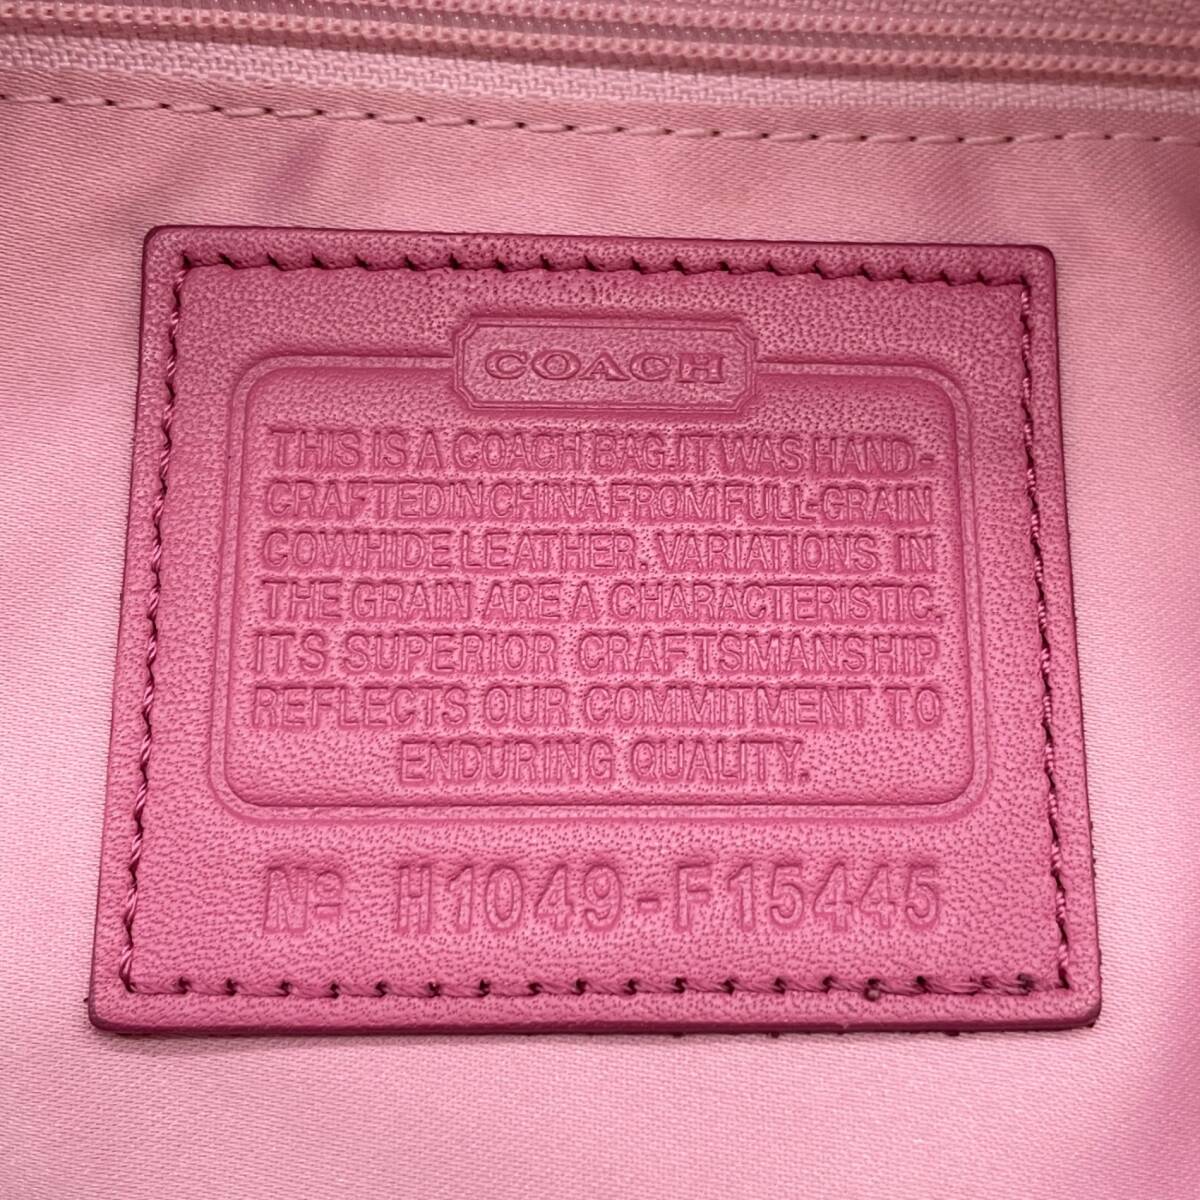 COACH
THIS IS A COACH BAG. IT WAS HAND-
CRAFTED IN CHINA FROM FULL-GRAIN
COWHIDE LEATHER. VARIATIONS IN
THE GRAIN ARE A CHARACTERISTIC.
ITS SUPERIOR CRAFTSMANSHIP
REFLECTS OUR COMMITMENT TO
ENDURING QUALITY.
Nº H1049-F15445